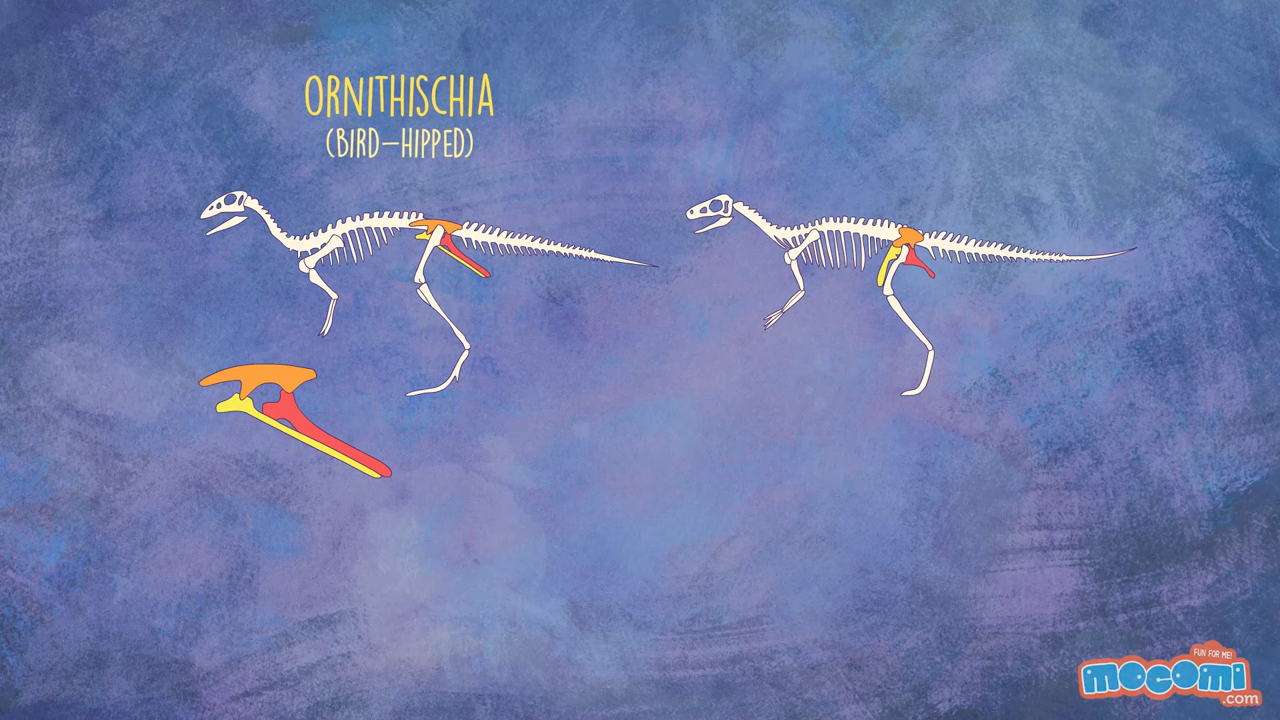 ORNITHISCHIA
(BIRD-HIPPED)
FUN FOR ME!
mocomi
.com